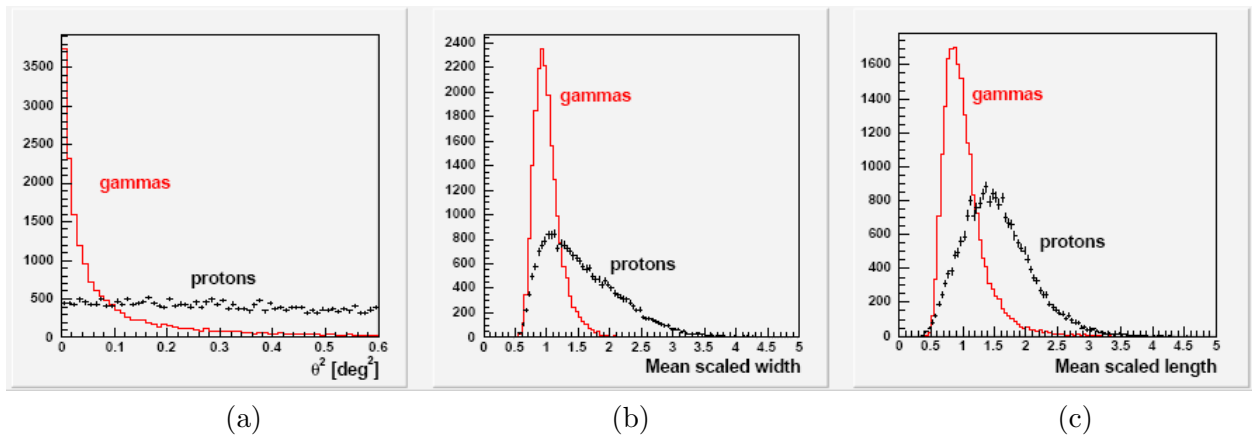 3500
3000
2500
2000
1500
1000
500
0
0 0.1 0.2 0.3 0.4 0.5 0.6
gammas
protons
θ² [deg²]
(a)
2400
2200
2000
1800
1600
1400
1200
1000
800
600
400
200
0
0 0.5 1 1.5 2 2.5 3 3.5 4 4.5 5
gammas
protons
Mean scaled width
(b)
1600
1400
1200
1000
800
600
400
200
0
0 0.5 1 1.5 2 2.5 3 3.5 4 4.5 5
gammas
protons
Mean scaled length
(c)